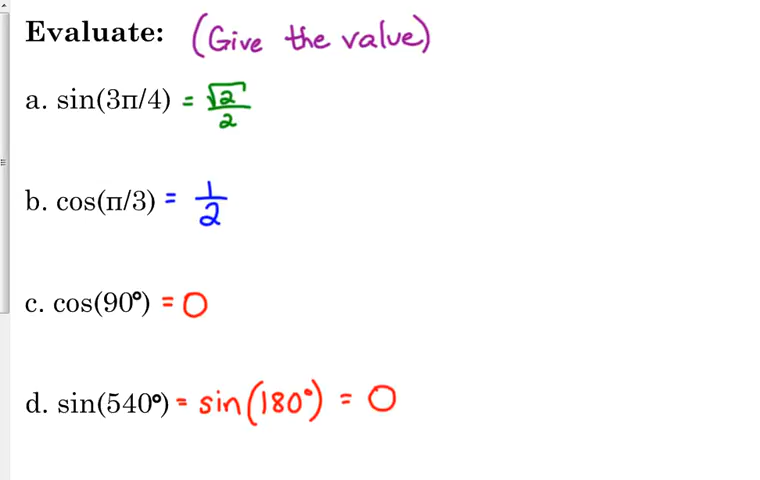 Evaluate: (Give the value)
a. sin(3π/4) = √2/2
b. cos(π/3) = 1/2
c. cos(90°) = 0
d. sin(540°) = sin(180°) = 0